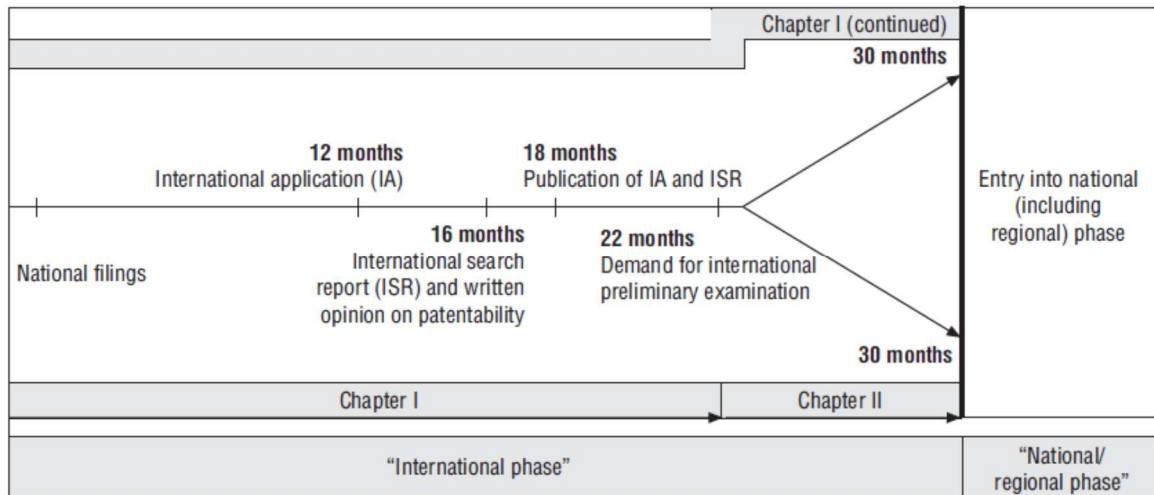 Chapter I (continued)
30 months
12 months
International application (IA)
18 months
Publication of IA and ISR
Entry into national
(including
regional) phase
National filings
16 months
International search
report (ISR) and written
opinion on patentability
22 months
Demand for international
preliminary examination
30 months
Chapter I
Chapter II
“International phase”
“National/
regional phase”